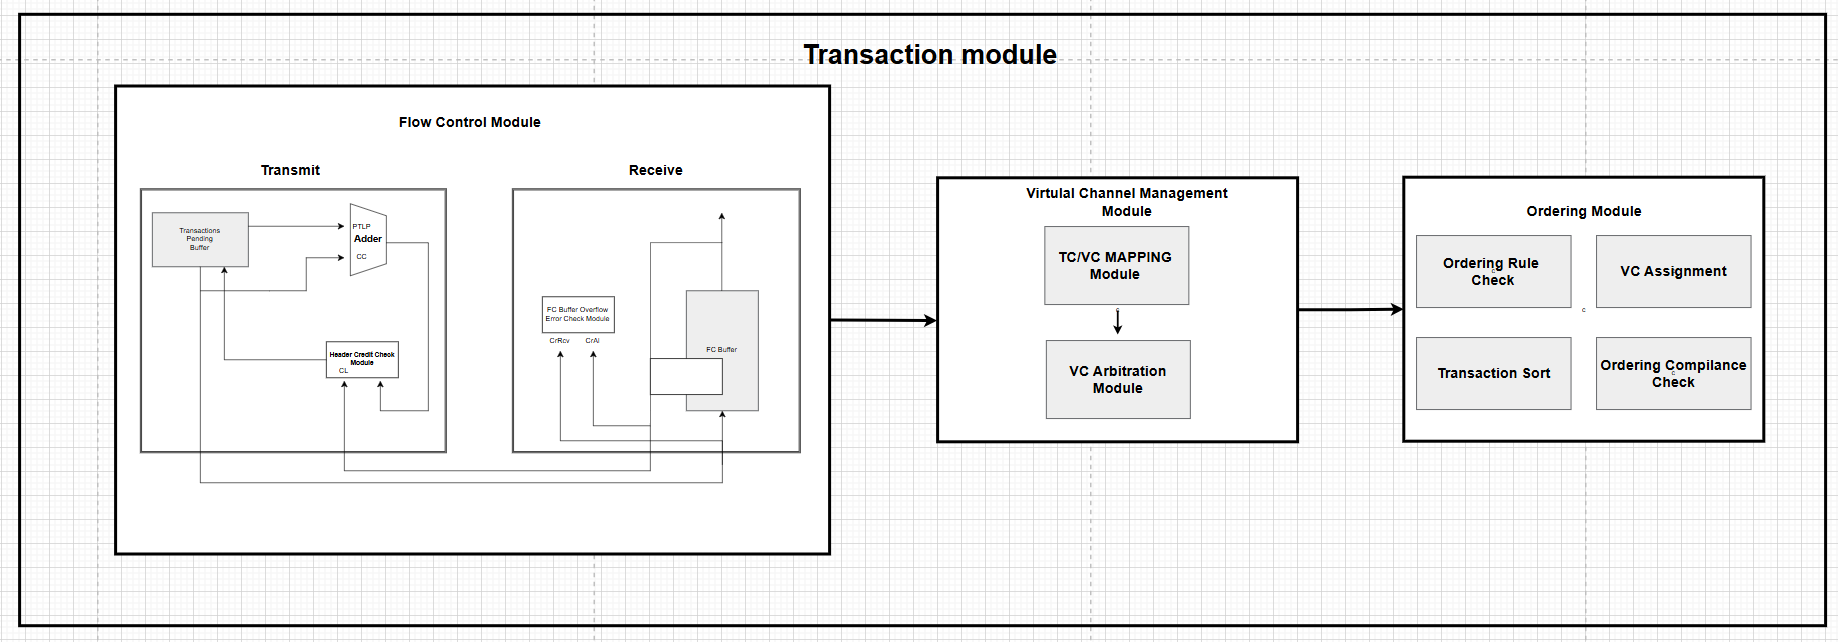 Transaction module
Flow Control Module
Transmit
Receive
Transactions
Pending
Buffer
PTLP
Adder
CC
Header Credit Check
Module
CL
FC Buffer Overflow
Error Check Module
CrRcv
CrAl
FC Buffer
Virtulal Channel Management
Module
TC/VC MAPPING
Module
c
VC Arbitration
Module
Ordering Module
Ordering Rule
Check
c
VC Assignment
c
Transaction Sort
Ordering Compilance
Check
c